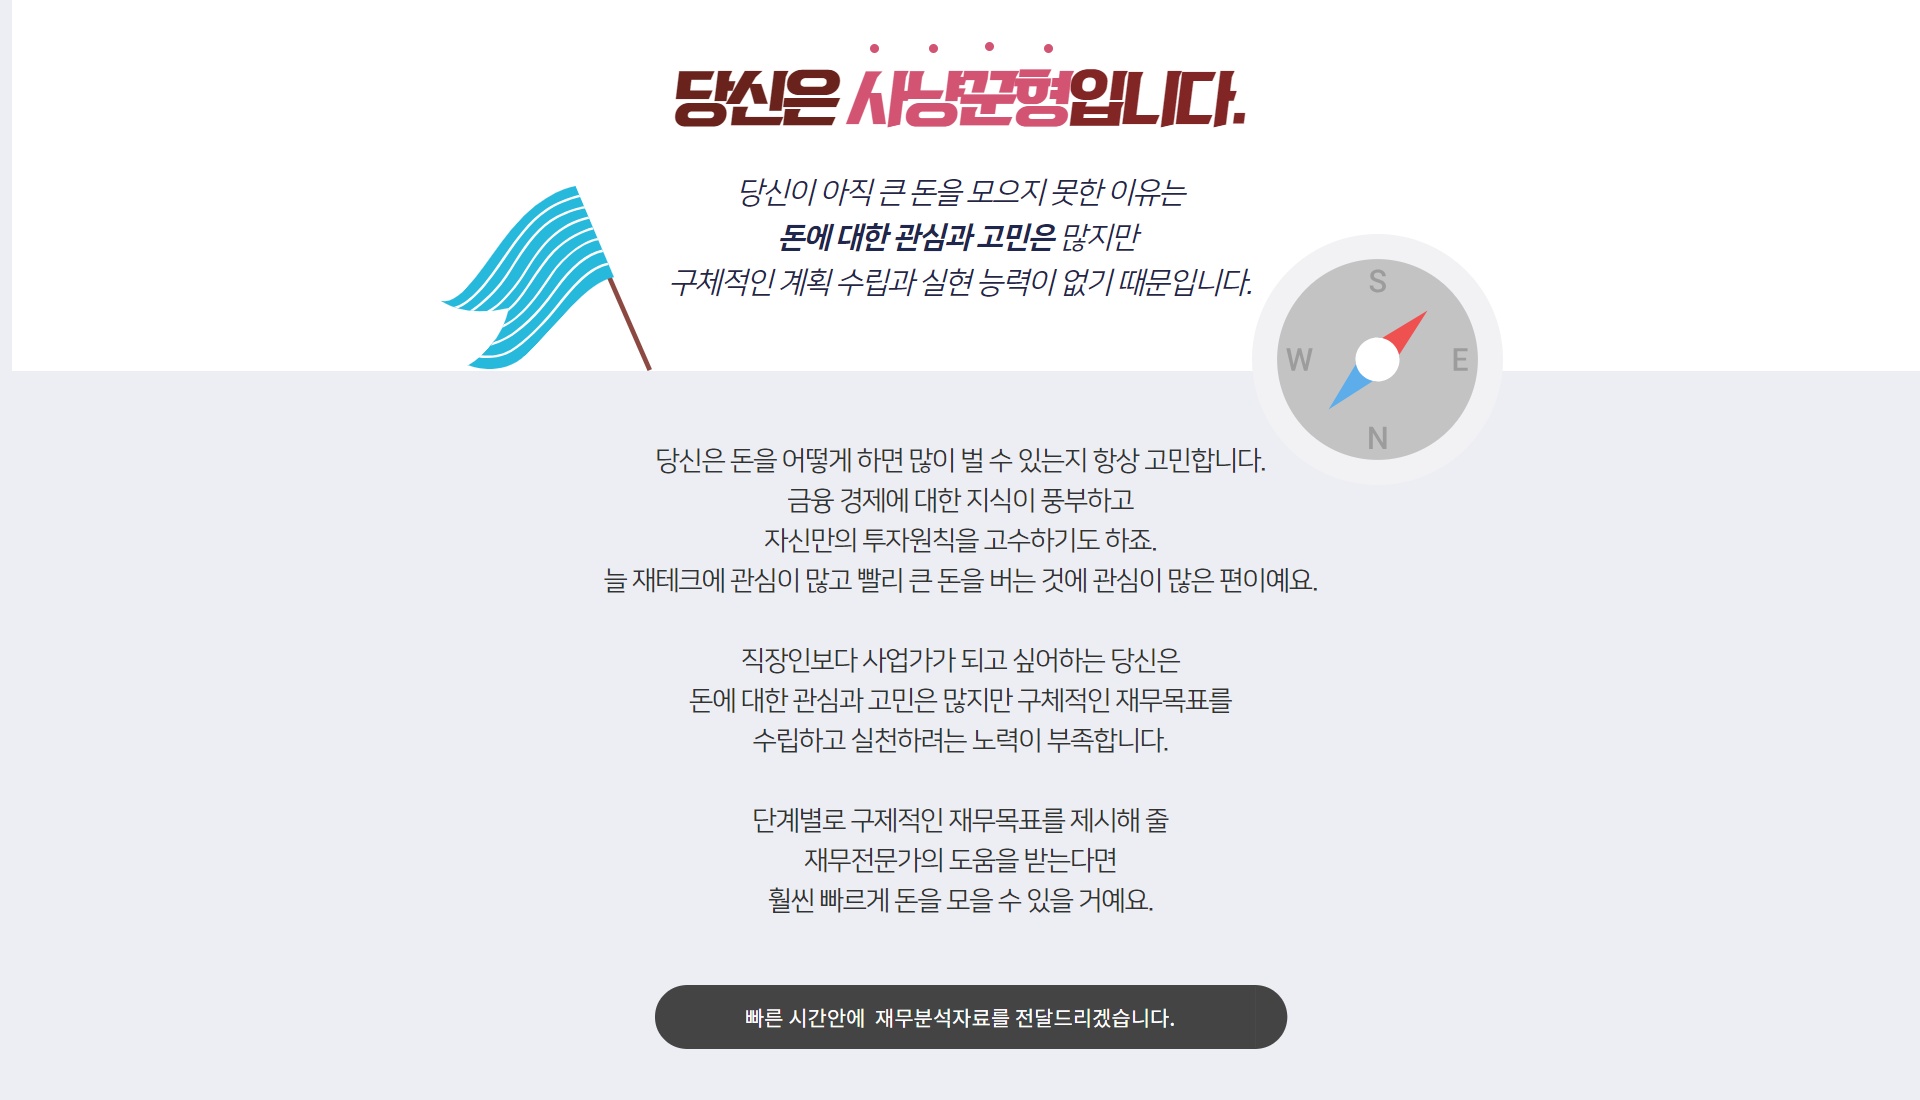 당신은 사냥꾼형입니다.
당신이 아직 큰 돈을 모으지 못한 이유는
돈에 대한 관심과 고민은 많지만
구체적인 계획 수립과 실현 능력이 없기 때문입니다.
S
W E
N
당신은 돈을 어떻게 하면 많이 벌 수 있는지 항상 고민합니다.
금융 경제에 대한 지식이 풍부하고
자신만의 투자원칙을 고수하기도 하죠.
늘 재테크에 관심이 많고 빨리 큰 돈을 버는 것에 관심이 많은 편이예요.
직장인보다 사업가가 되고 싶어하는 당신은
돈에 대한 관심과 고민은 많지만 구체적인 재무목표를
수립하고 실천하려는 노력이 부족합니다.
단계별로 구제적인 재무목표를 제시해 줄
재무전문가의 도움을 받는다면
훨씬 빠르게 돈을 모을 수 있을 거예요.
빠른 시간안에 재무분석자료를 전달드리겠습니다.